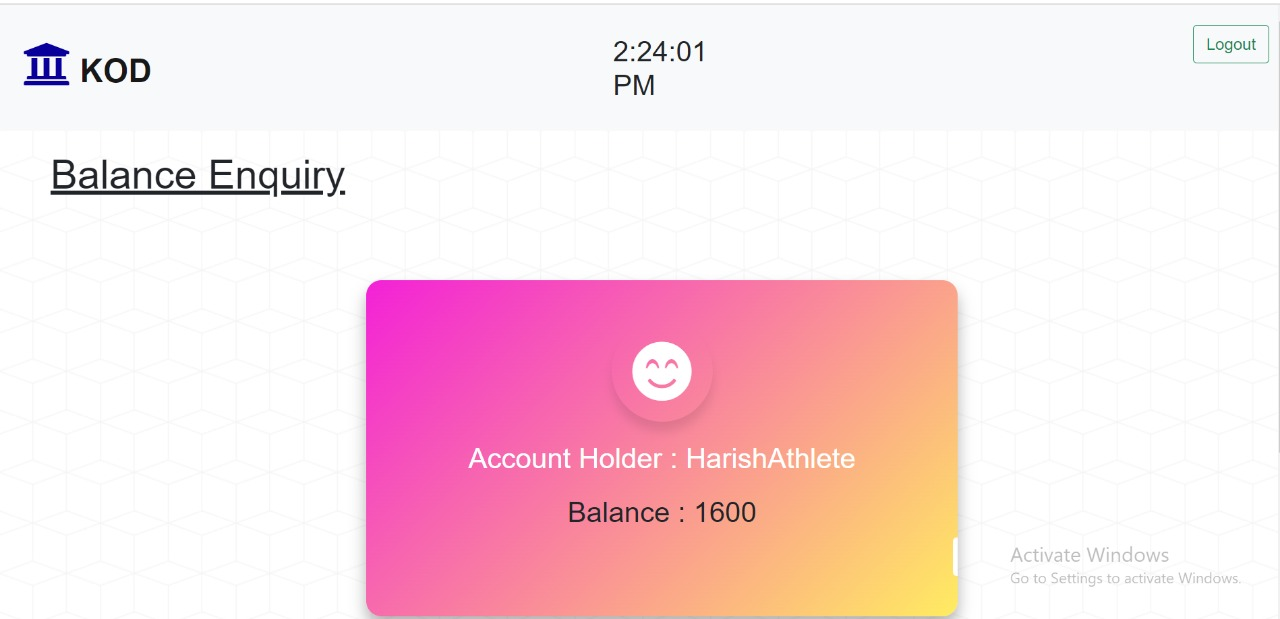 KOD
2:24:01
PM
Logout
Balance Enquiry
Account Holder : HarishAthlete
Balance : 1600
Activate Windows
Go to Settings to activate Windows.